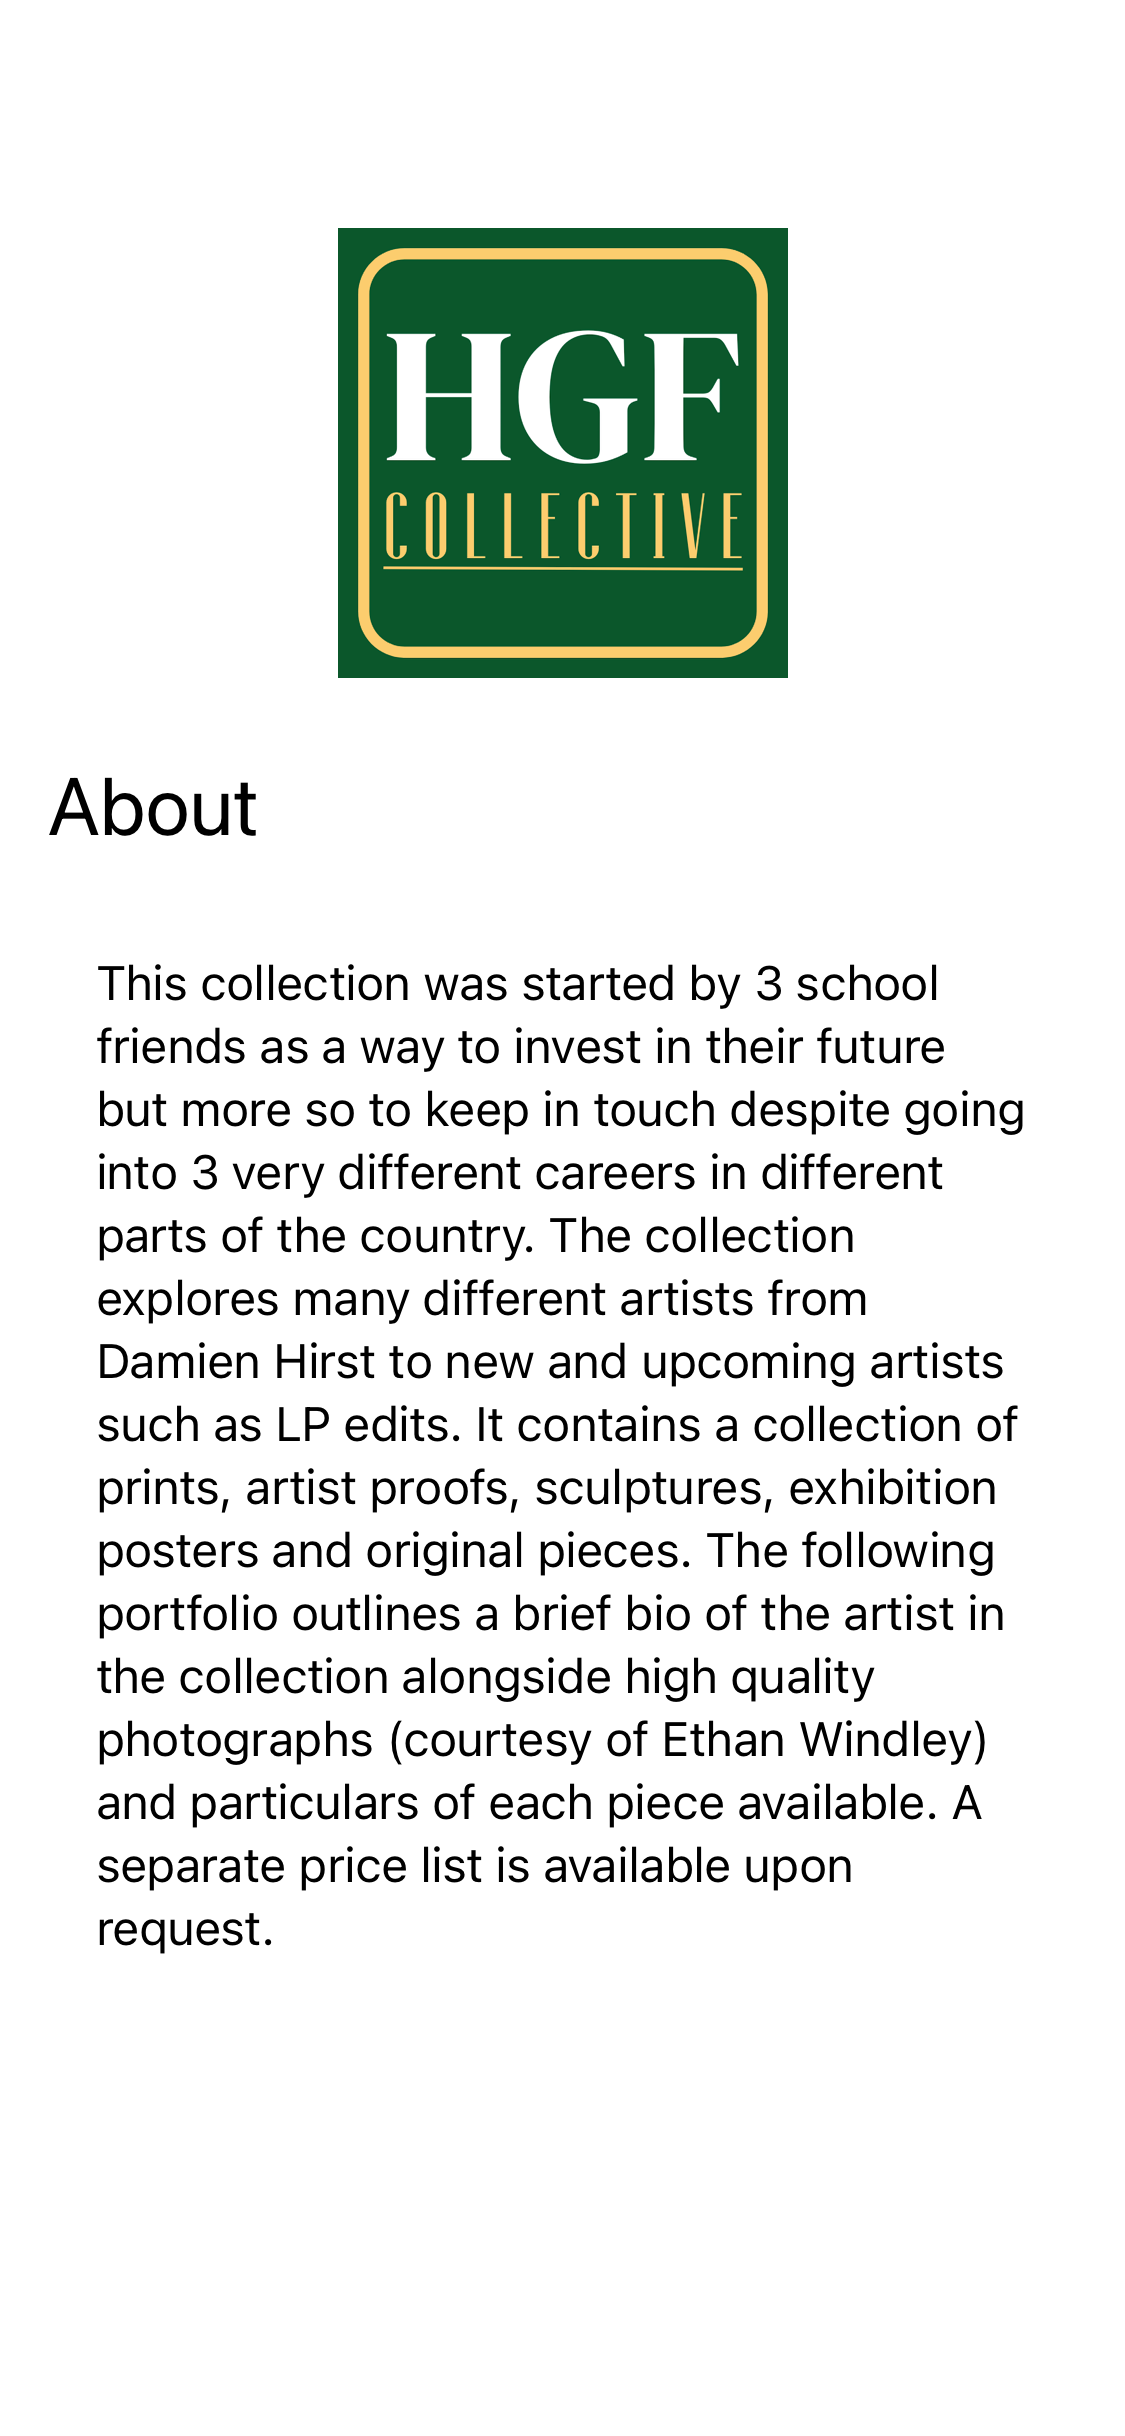 HGF
COLLECTIVE
About
This collection was started by 3 school
friends as a way to invest in their future
but more so to keep in touch despite going
into 3 very different careers in different
parts of the country. The collection
explores many different artists from
Damien Hirst to new and upcoming artists
such as LP edits. It contains a collection of
prints, artist proofs, sculptures, exhibition
posters and original pieces. The following
portfolio outlines a brief bio of the artist in
the collection alongside high quality
photographs (courtesy of Ethan Windley)
and particulars of each piece available. A
separate price list is available upon
request.